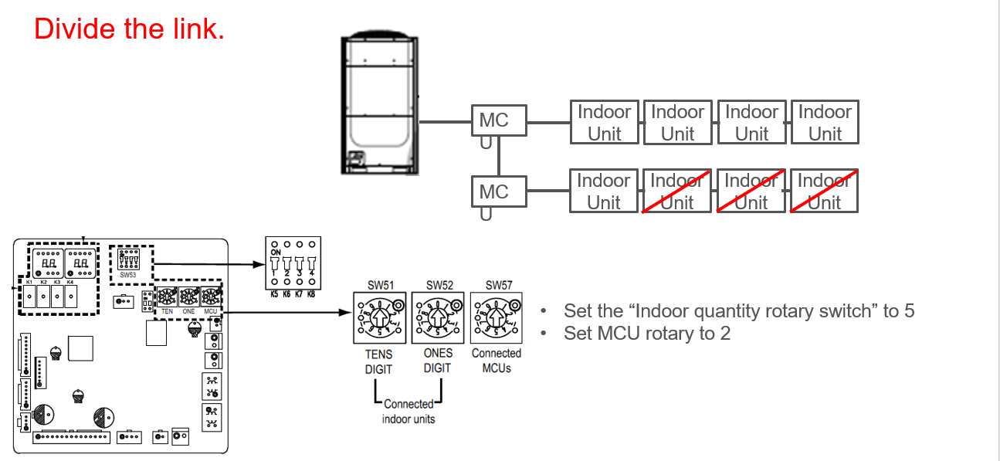 Divide the link.
MC
U
Indoor
Unit
Indoor
Unit
Indoor
Unit
Indoor
Unit
MC
U
Indoor
Unit
Indoor
Unit
Indoor
Unit
Indoor
Unit
K1 K2 K3 K4
SW53
TEN ONE MCU
ON
1 2 3 4
K5 K6 K7 K8
SW51 SW52 SW57
TENS
DIGIT
ONES
DIGIT
Connected
MCUs
Connected
indoor units
• Set the “Indoor quantity rotary switch” to 5
• Set MCU rotary to 2